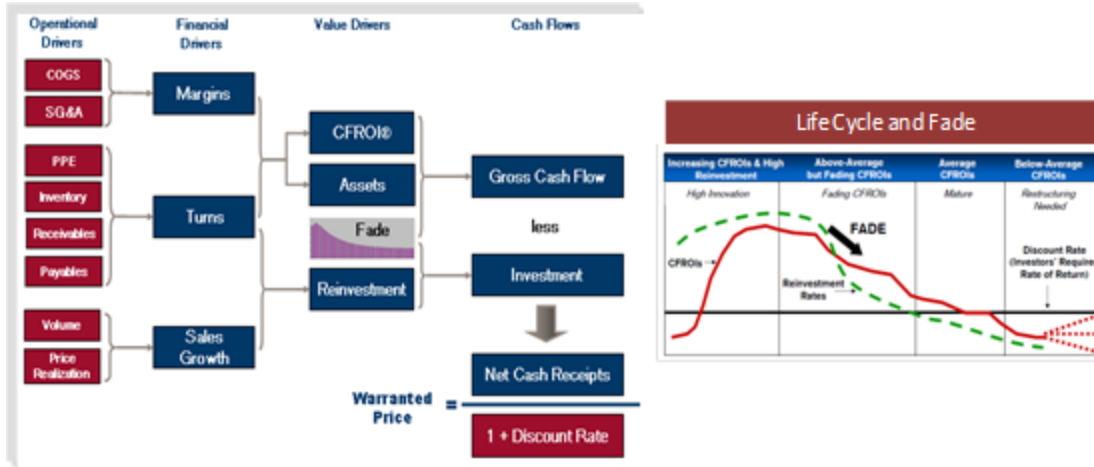 Operational
Drivers
Financial
Drivers
Value Drivers
Cash Flows
COGS
SG&A
PPE
Inventory
Receivables
Payables
Volume
Price
Realization
Margins
Turns
Sales
Growth
CFROI®
Assets
Fade
Reinvestment
Gross Cash Flow
less
Investment
Net Cash Receipts
Warranted
Price
=
1 + Discount Rate
Life Cycle and Fade
Increasing CFROIs & High
Reinvestment
Above-Average
but Fading CFROIs
Average
CFROIs
Below-Average
CFROIs
High Innovation
Fading CFROIs
Mature
Restructuring
Needed
FADE
CFROIs
Reinvestment
Rates
Discount Rate
(Investors' Require
Rate of Return)